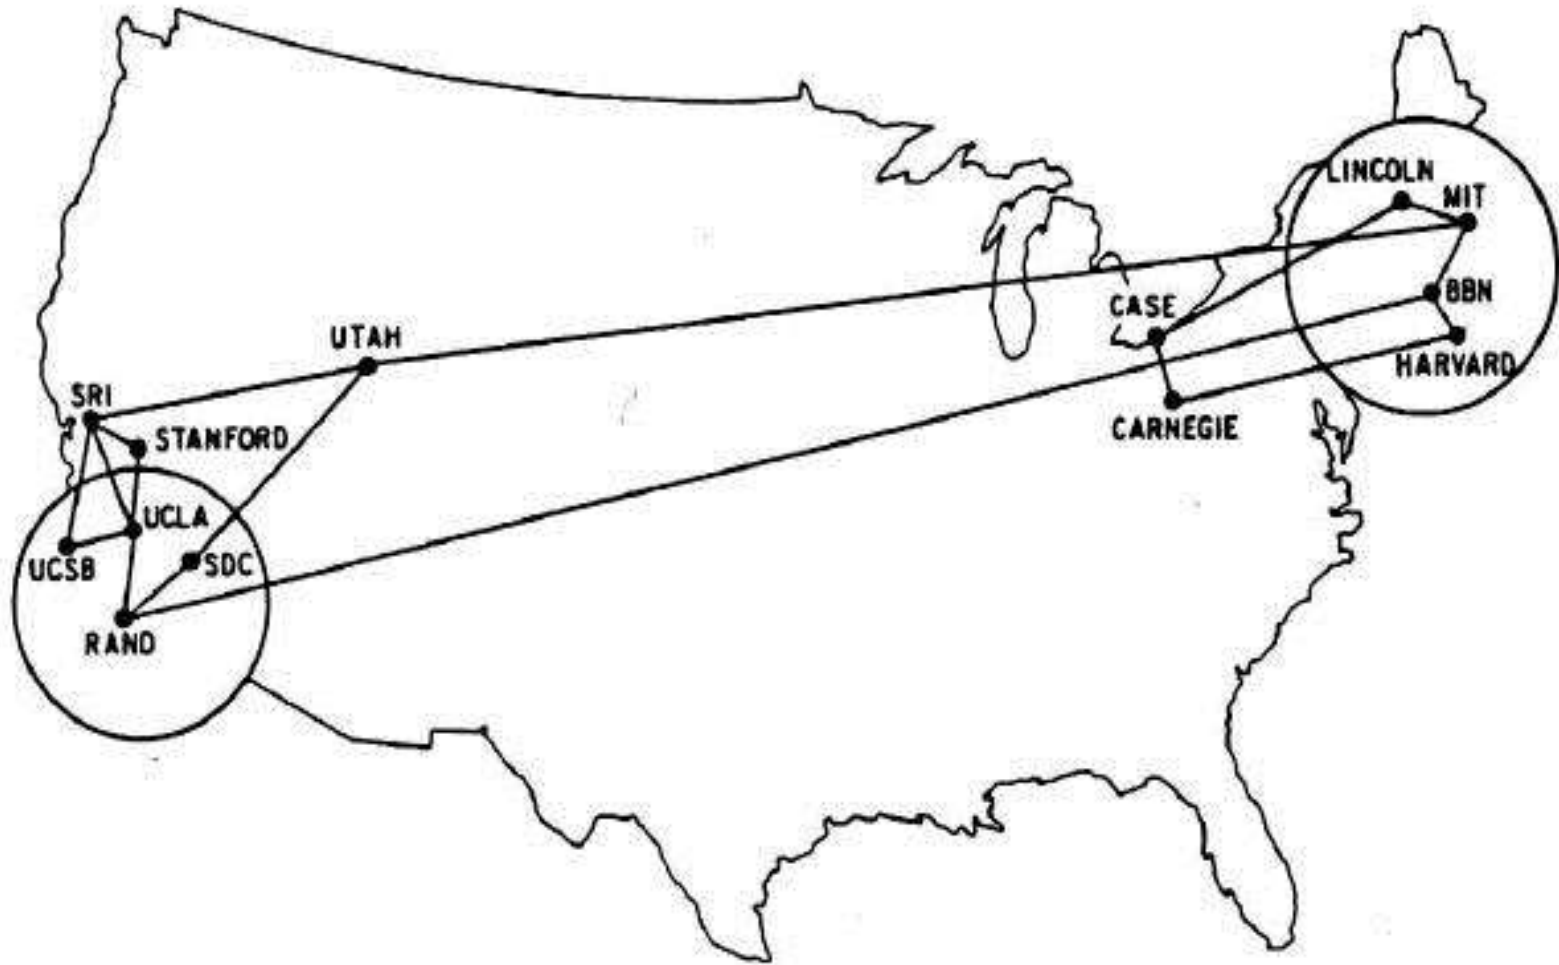 LINCOLN
MIT
BBN
CASE
HARVARD
UTAH
SRI
STANFORD
CARNEGIE
UCLA
UCSB
SDC
RAND